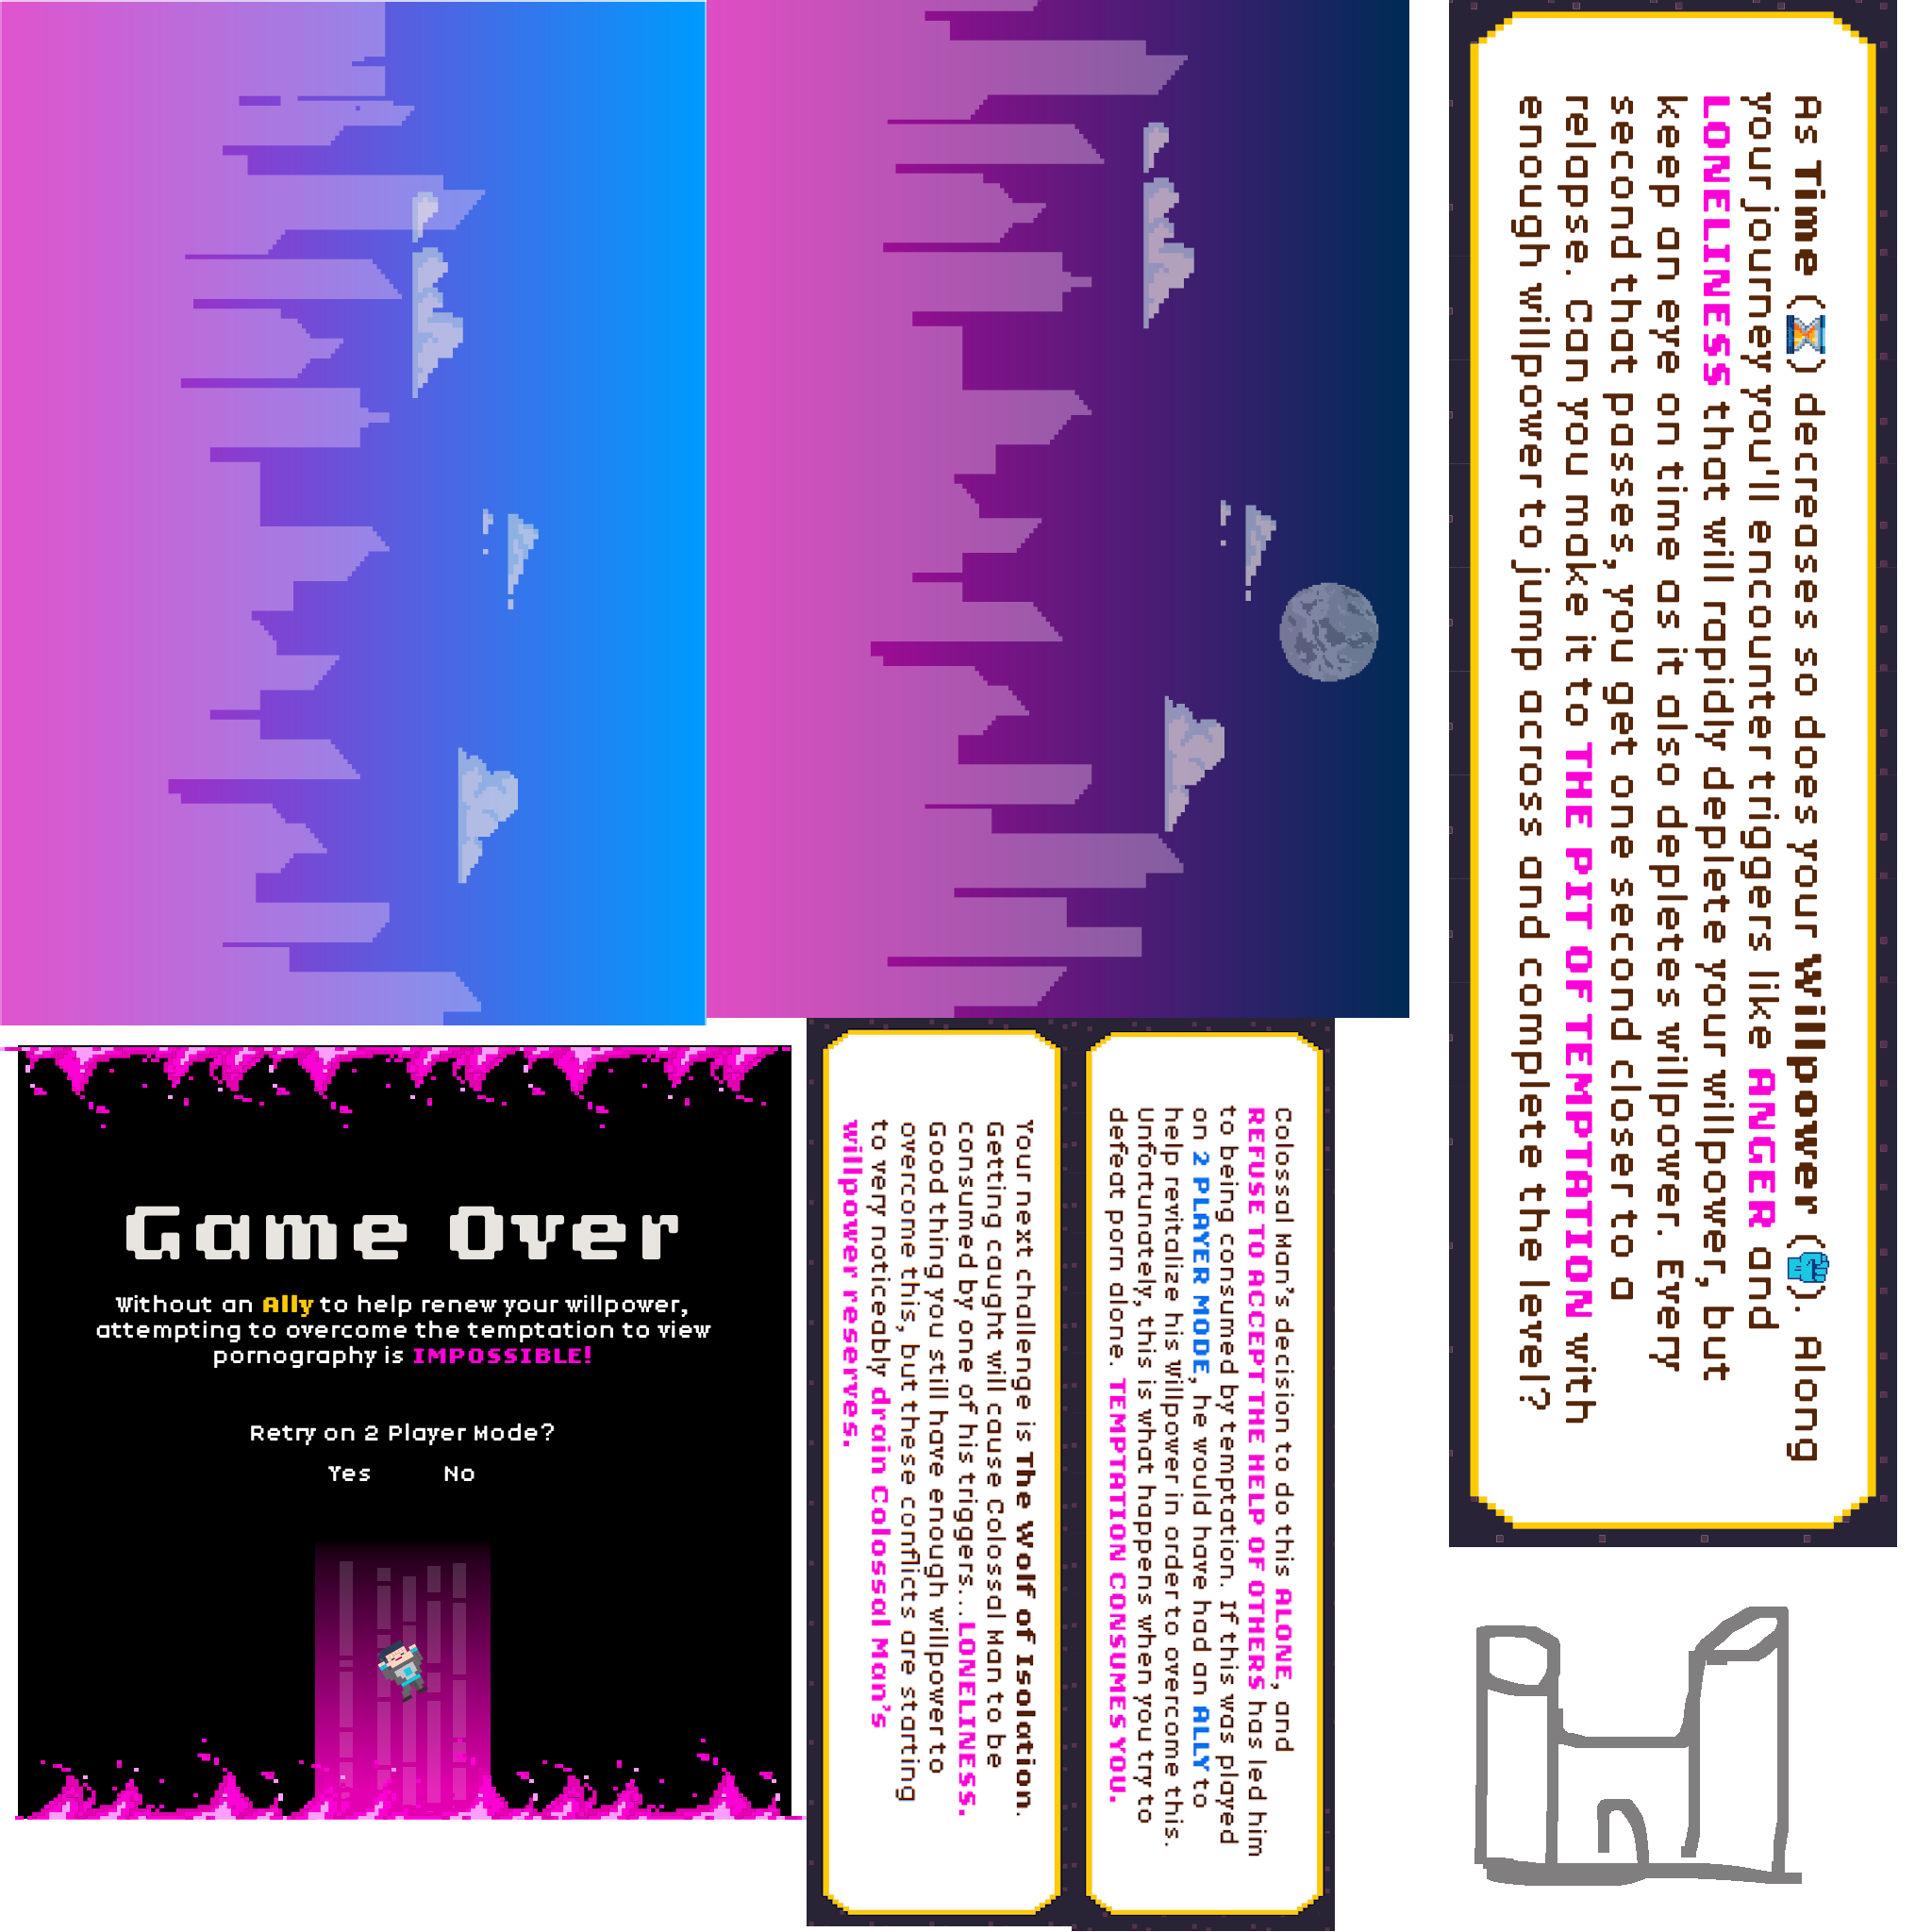 As Time (⏳) decreases so does your Willpower (✊). Along
your journey you'll encounter triggers like ANGER and
LONELINESS that will rapidly deplete your willpower, but
keep an eye on time as it also depletes willpower. Every
second that passes, you get one second closer to a
relapse. Can you make it to THE PIT OF TEMPTATION with
enough willpower to jump across and complete the level?
Game Over
Without an Ally to help renew your willpower,
attempting to overcome the temptation to view
pornography is IMPOSSIBLE!
Retry on 2 Player Mode?
Yes No
Your next challenge is The Wolf of Isolation.
Getting caught will cause Colossal Man to be
consumed by one of his triggers... LONELINESS.
Good thing you still have enough willpower to
overcome this, but these conflicts are starting
to very noticeably drain Colossal Man's
willpower reserves.
Colossal Man's decision to do this ALONE, and
REFUSE TO ACCEPT THE HELP OF OTHERS has led him
to being consumed by temptation. If this was played
on 2 PLAYER MODE, he would have had an ALLY to
help revitalize his willpower in order to overcome this.
Unfortunately, this is what happens when you try to
defeat porn alone. TEMPTATION CONSUMES YOU.